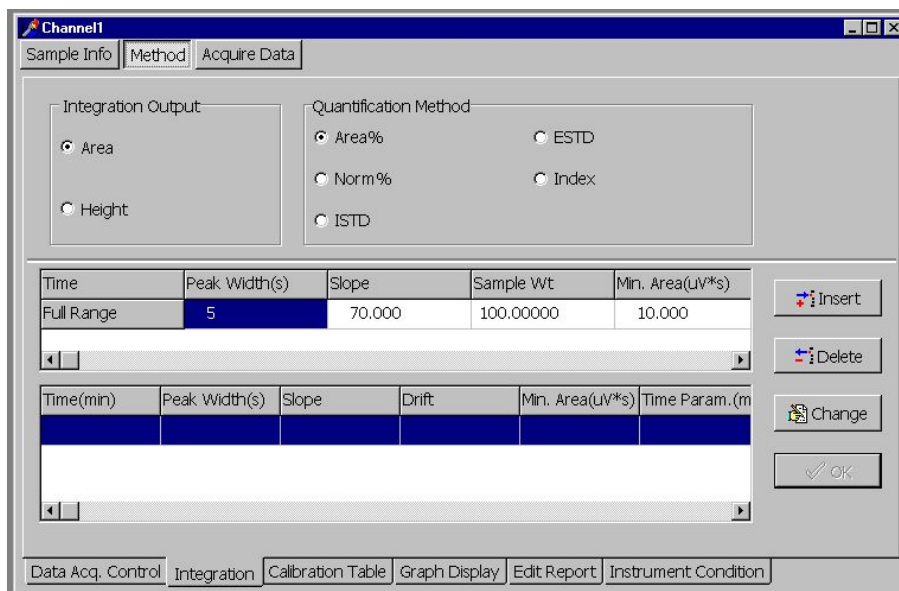 Channel1
Sample Info Method Acquire Data
Integration Output
Area
Height
Quantification Method
Area% ESTD
Norm% Index
ISTD
Time Peak Width(s) Slope Sample Wt Min. Area(uV*s)
Full Range 5 70.000 100.00000 10.000
Insert
Delete
Time(min) Peak Width(s) Slope Drift Min. Area(uV*s) Time Param.(m
Change
OK
Data Acq. Control Integration Calibration Table Graph Display Edit Report Instrument Condition